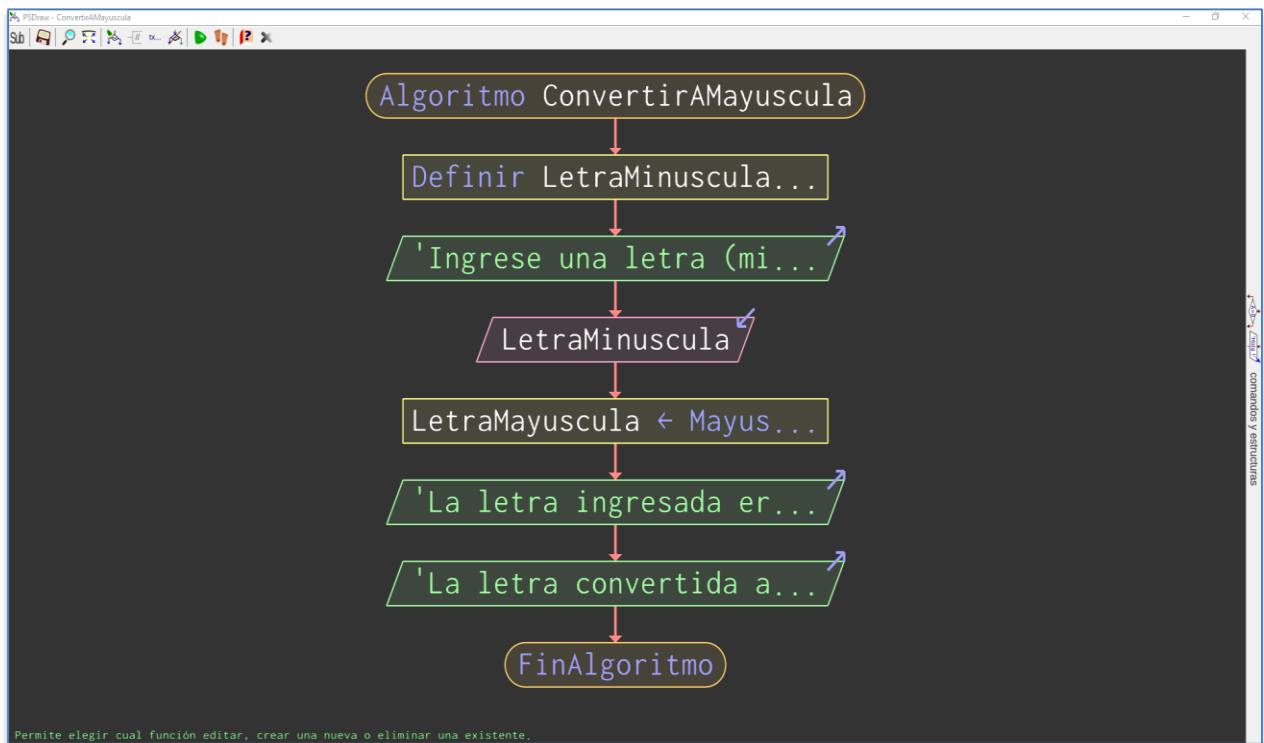 PSDraw - ConvertirAMayuscula
Sub
Algoritmo ConvertirAMayuscula
Definir LetraMinuscula...
'Ingrese una letra (mi...
LetraMinuscula
LetraMayuscula ← Mayus...
'La letra ingresada er...
'La letra convertida a...
FinAlgoritmo
comandos y estructuras
Permite elegir cual función editar, crear una nueva o eliminar una existente.